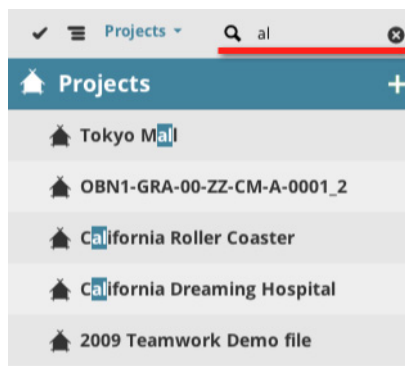 Projects al
Projects
Tokyo Mall
OBN1-GRA-00-ZZ-CM-A-0001_2
California Roller Coaster
California Dreaming Hospital
2009 Teamwork Demo file